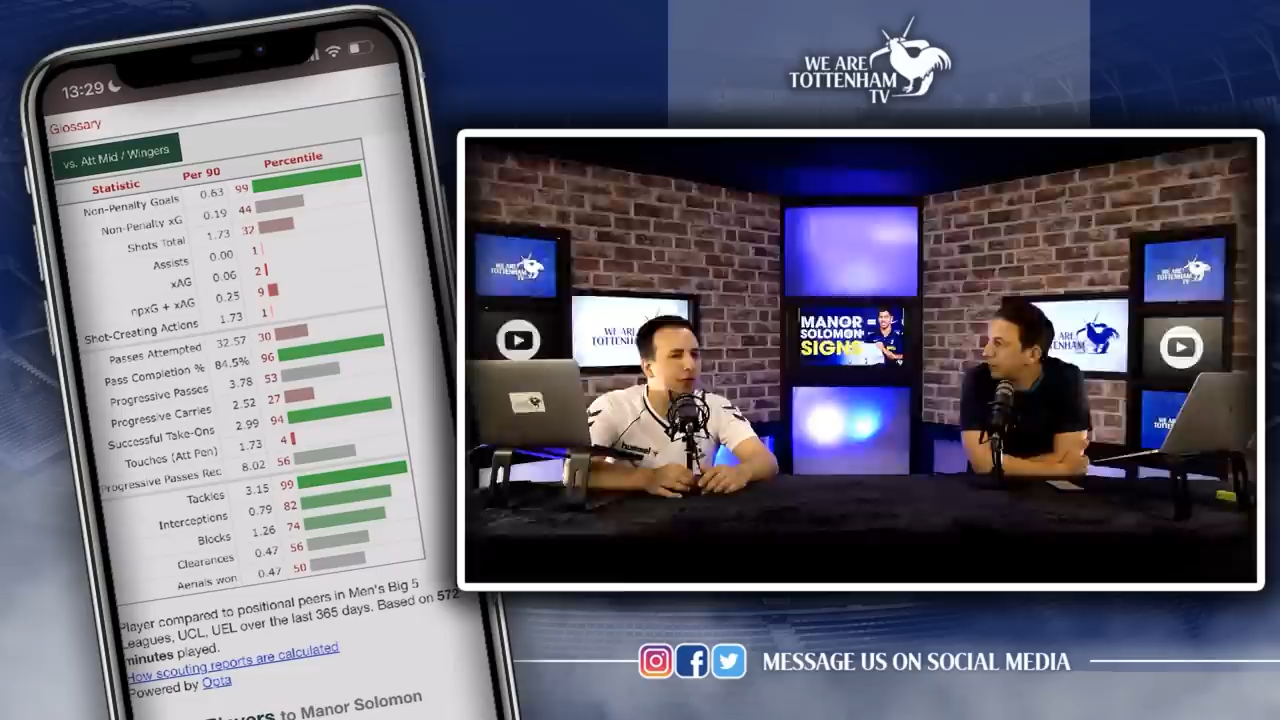 13:29
Glossary
vs. Att Mid / Wingers
Statistic Per 90 Percentile
Non-Penalty Goals 0.63 99
Non-Penalty xG 0.19 44
Shots Total 1.73 37
Assists 0.00 1
xAG 0.06 2
npxG + xAG 0.25 9
Shot-Creating Actions 1.73 1
Passes Attempted 32.57 30
Pass Completion % 84.5% 96
Progressive Passes 3.78 53
Progressive Carries 2.52 27
Successful Take-Ons 2.99 94
Touches (Att Pen) 1.73 4
Progressive Passes Rec 8.02 56
Tackles 3.15 99
Interceptions 0.79 82
Blocks 1.26 74
Clearances 0.47 56
Aerials won 0.47 50
Player compared to positional peers in Men's Big 5
Leagues, UCL, UEL over the last 365 days. Based on 572
minutes played.
How scouting reports are calculated
Powered by Opta
Players to Manor Solomon
WE ARE
TOTTENHAM
TV
WE ARE
TOTTENHAM
MANOR
SOLOMON
SIGNS
WE ARE
TOTTENHAM
MESSAGE US ON SOCIAL MEDIA